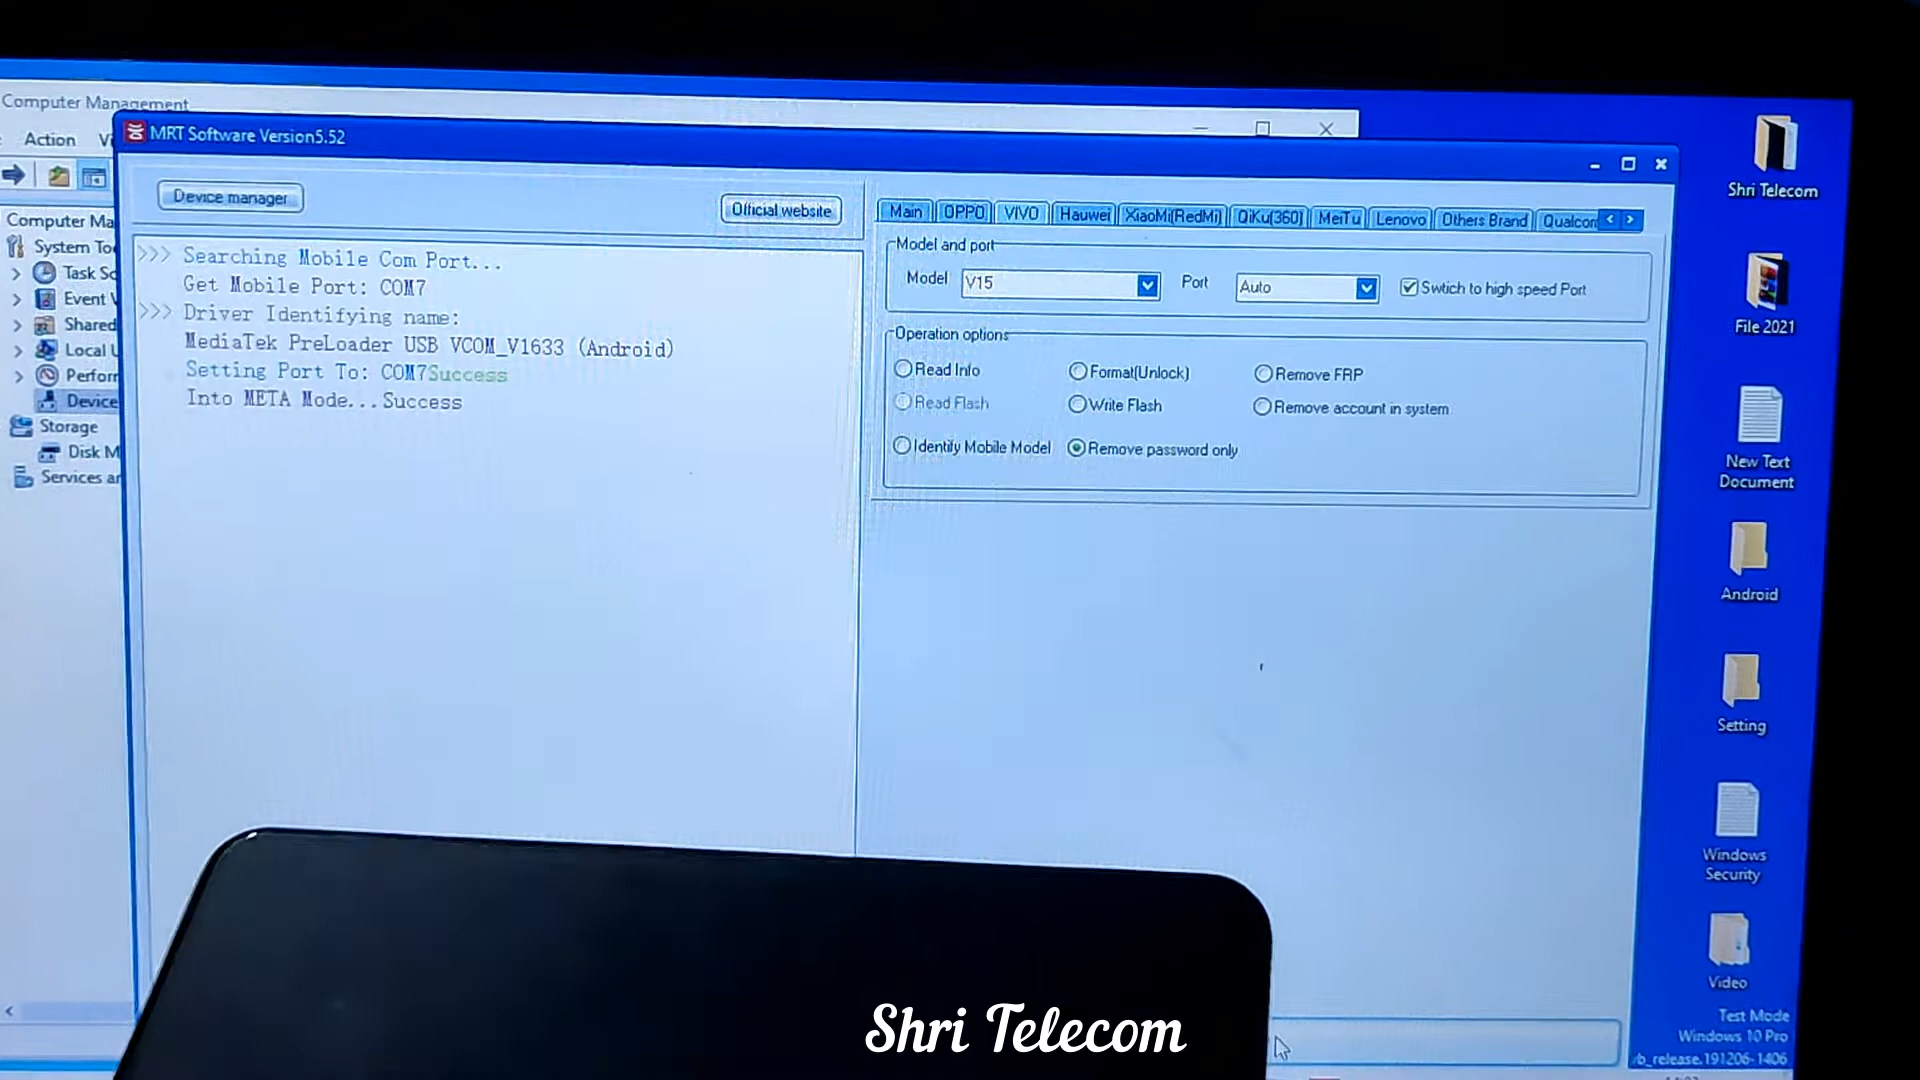 Computer Management
Action
MRT Software Version5.52
Device manager
Official website
>>> Searching Mobile Com Port...
Get Mobile Port: COM7
>>> Driver Identifying name:
MediaTek PreLoader USB VCOM_V1633 (Android)
Setting Port To: COM7Success
Into META Mode...Success
Main
OPPO
VIVO
Hauwei
XiaoMi(RedMi)
QiKu(360)
MeiTu
Lenovo
Others Brand
Qualcon
Model and port
Model
V15
Port
Auto
Swtich to high speed Port
Operation options
Read Info
Format(Unlock)
Remove FRP
Read Flash
Write Flash
Remove account in system
Identify Mobile Model
Remove password only
Computer Ma
System To
Task Sc
Event V
Shared
Local U
Perforr
Device
Storage
Disk M
Services ar
Shri Telecom
File 2021
New Text
Document
Android
Setting
Windows
Security
Video
Test Mode
Windows 10 Pro
b_release.191206-1406
Shri Telecom